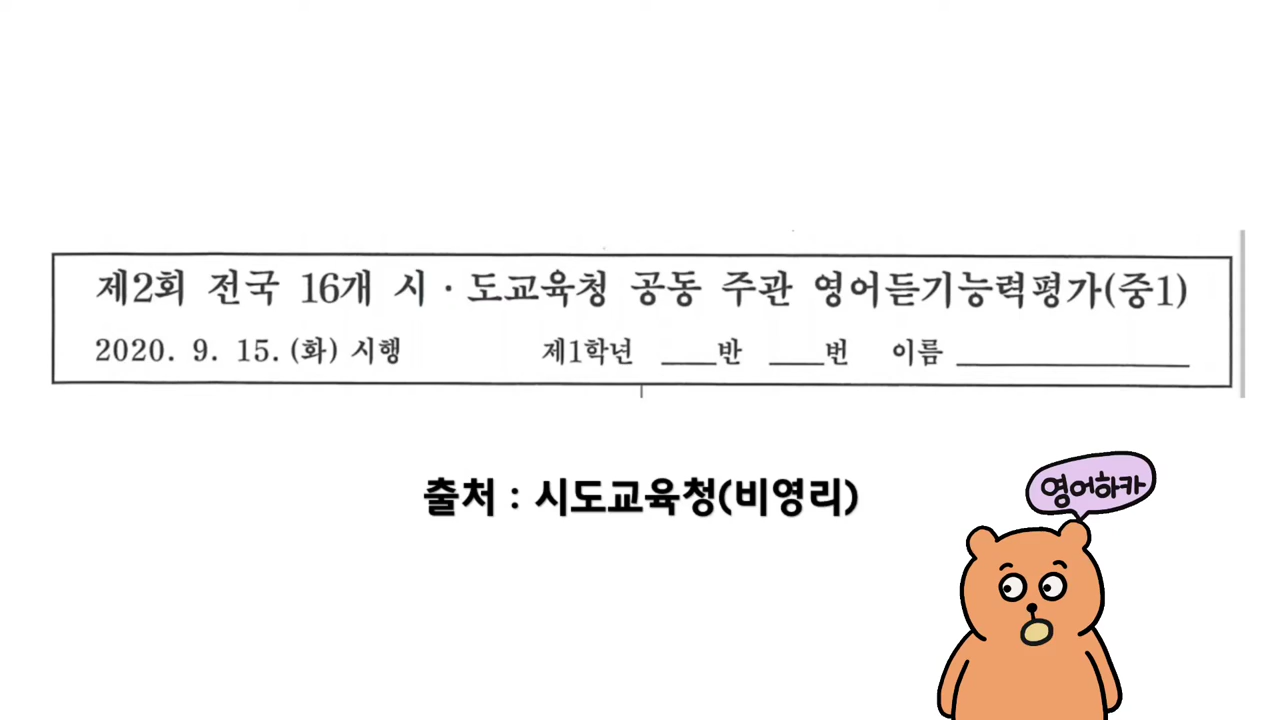 제2회 전국 16개 시·도교육청 공동 주관 영어듣기능력평가(중1)
2020. 9. 15.(화) 시행 제1학년 ____반 ____번 이름 ________________
출처 : 시도교육청(비영리)
영어하카